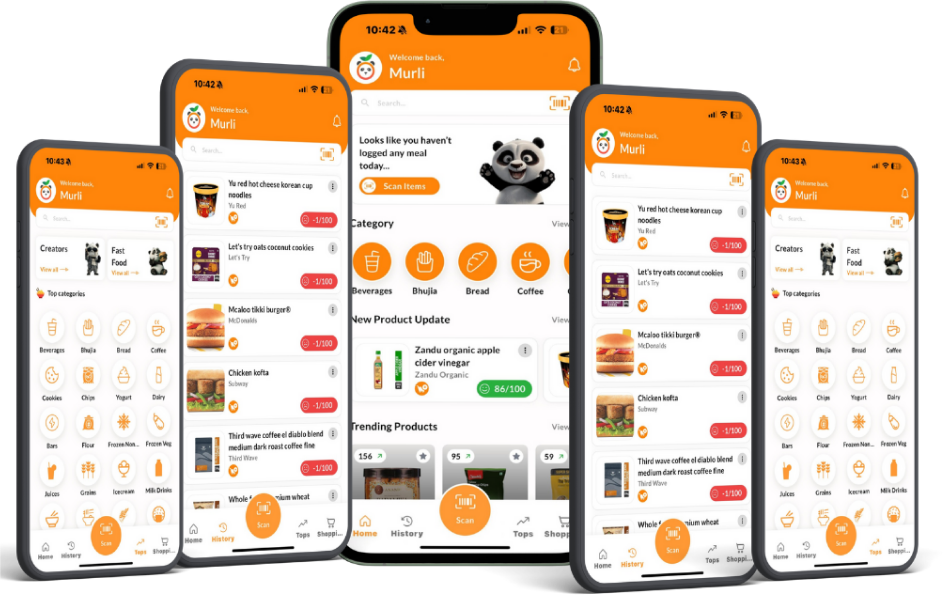 10:43
Welcome back,
Murli
Search...
Creators
View all
Fast
Food
View all
Top categories
Beverages
Bhujia
Bread
Coffee
Cookies
Chips
Yogurt
Dairy
Bars
Flour
Frozen Non...
Frozen Veg
Juices
Grains
Icecream
Milk Drinks
Home
History
Scan
Tops
Shoppi...
10:42
Welcome back,
Murli
Search...
Yu red hot cheese korean cup
noodles
Yu Red
-1/100
Let's try oats coconut cookies
Let's Try
-1/100
Mcaloo tikki burger®
McDonalds
-1/100
Chicken kofta
Subway
-1/100
Third wave coffee el diablo blend
medium dark roast coffee fine
Third Wave
-1/100
Home
History
Scan
Tops
Shoppi...
10:42
Welcome back,
Murli
Search...
Looks like you haven't
logged any meal
today...
Scan Items
Category
View
Beverages
Bhujia
Bread
Coffee
New Product Update
View
Zandu organic apple
cider vinegar
Zandu Organic
86/100
Trending Products
View
156
95
59
Home
History
Scan
Tops
Shopp
10:42
Welcome back,
Murli
Search...
Yu red hot cheese korean cup
noodles
Yu Red
-1/100
Let's try oats coconut cookies
Let's Try
-1/100
Mcaloo tikki burger®
McDonalds
-1/100
Chicken kofta
Subway
-1/100
Third wave coffee el diablo blend
medium dark roast coffee fine
Third Wave
-1/100
Home
History
Scan
Tops
Shoppi...
10:43
Welcome back,
Murli
Search...
Creators
View all
Fast
Food
View all
Top categories
Beverages
Bhujia
Bread
Coffee
Cookies
Chips
Yogurt
Dairy
Bars
Flour
Frozen Non...
Frozen Veg
Juices
Grains
Icecream
Milk Drinks
Home
History
Scan
Tops
Shoppi...